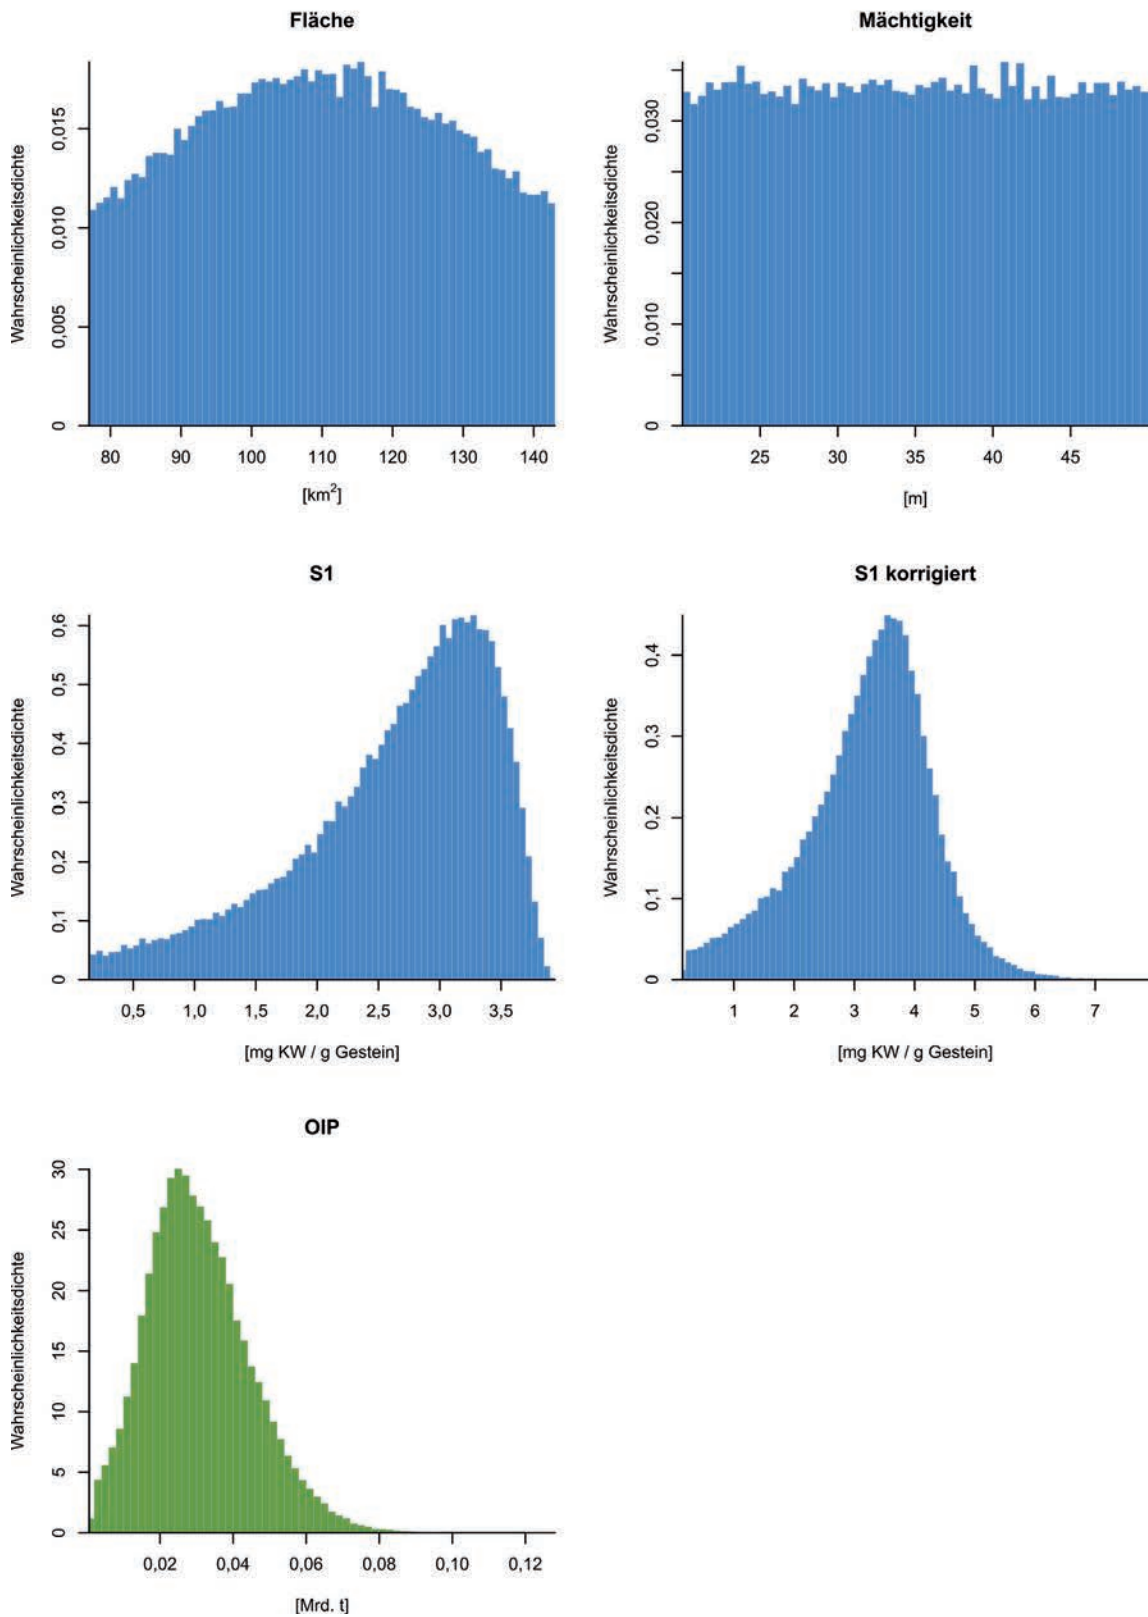 Fläche
Wahrscheinlichkeitsdichte
0,015
0,010
0,005
0
80 90 100 110 120 130 140
[km²]
Mächtigkeit
Wahrscheinlichkeitsdichte
0,030
0,020
0,010
0
25 30 35 40 45
[m]
S1
Wahrscheinlichkeitsdichte
0,6
0,5
0,4
0,3
0,2
0,1
0
0,5 1,0 1,5 2,0 2,5 3,0 3,5
[mg KW / g Gestein]
S1 korrigiert
Wahrscheinlichkeitsdichte
0,4
0,3
0,2
0,1
0
1 2 3 4 5 6 7
[mg KW / g Gestein]
OIP
Wahrscheinlichkeitsdichte
30
25
20
15
10
5
0
0,02 0,04 0,06 0,08 0,10 0,12
[Mrd. t]